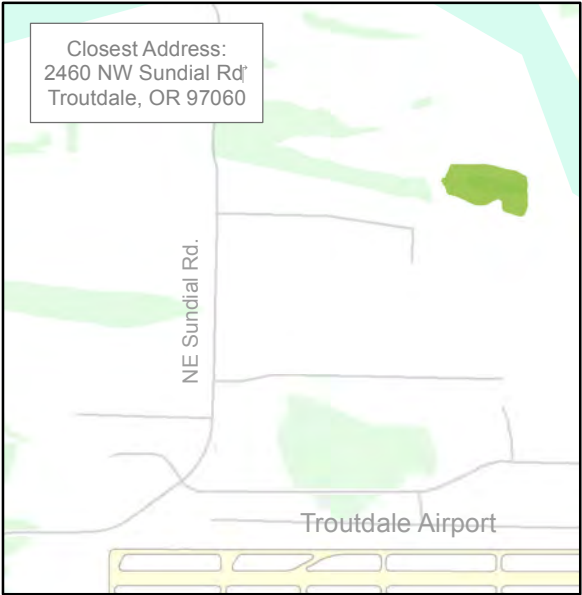 Closest Address:
2460 NW Sundial Rd
Troutdale, OR 97060
NE Sundial Rd.
Troutdale Airport